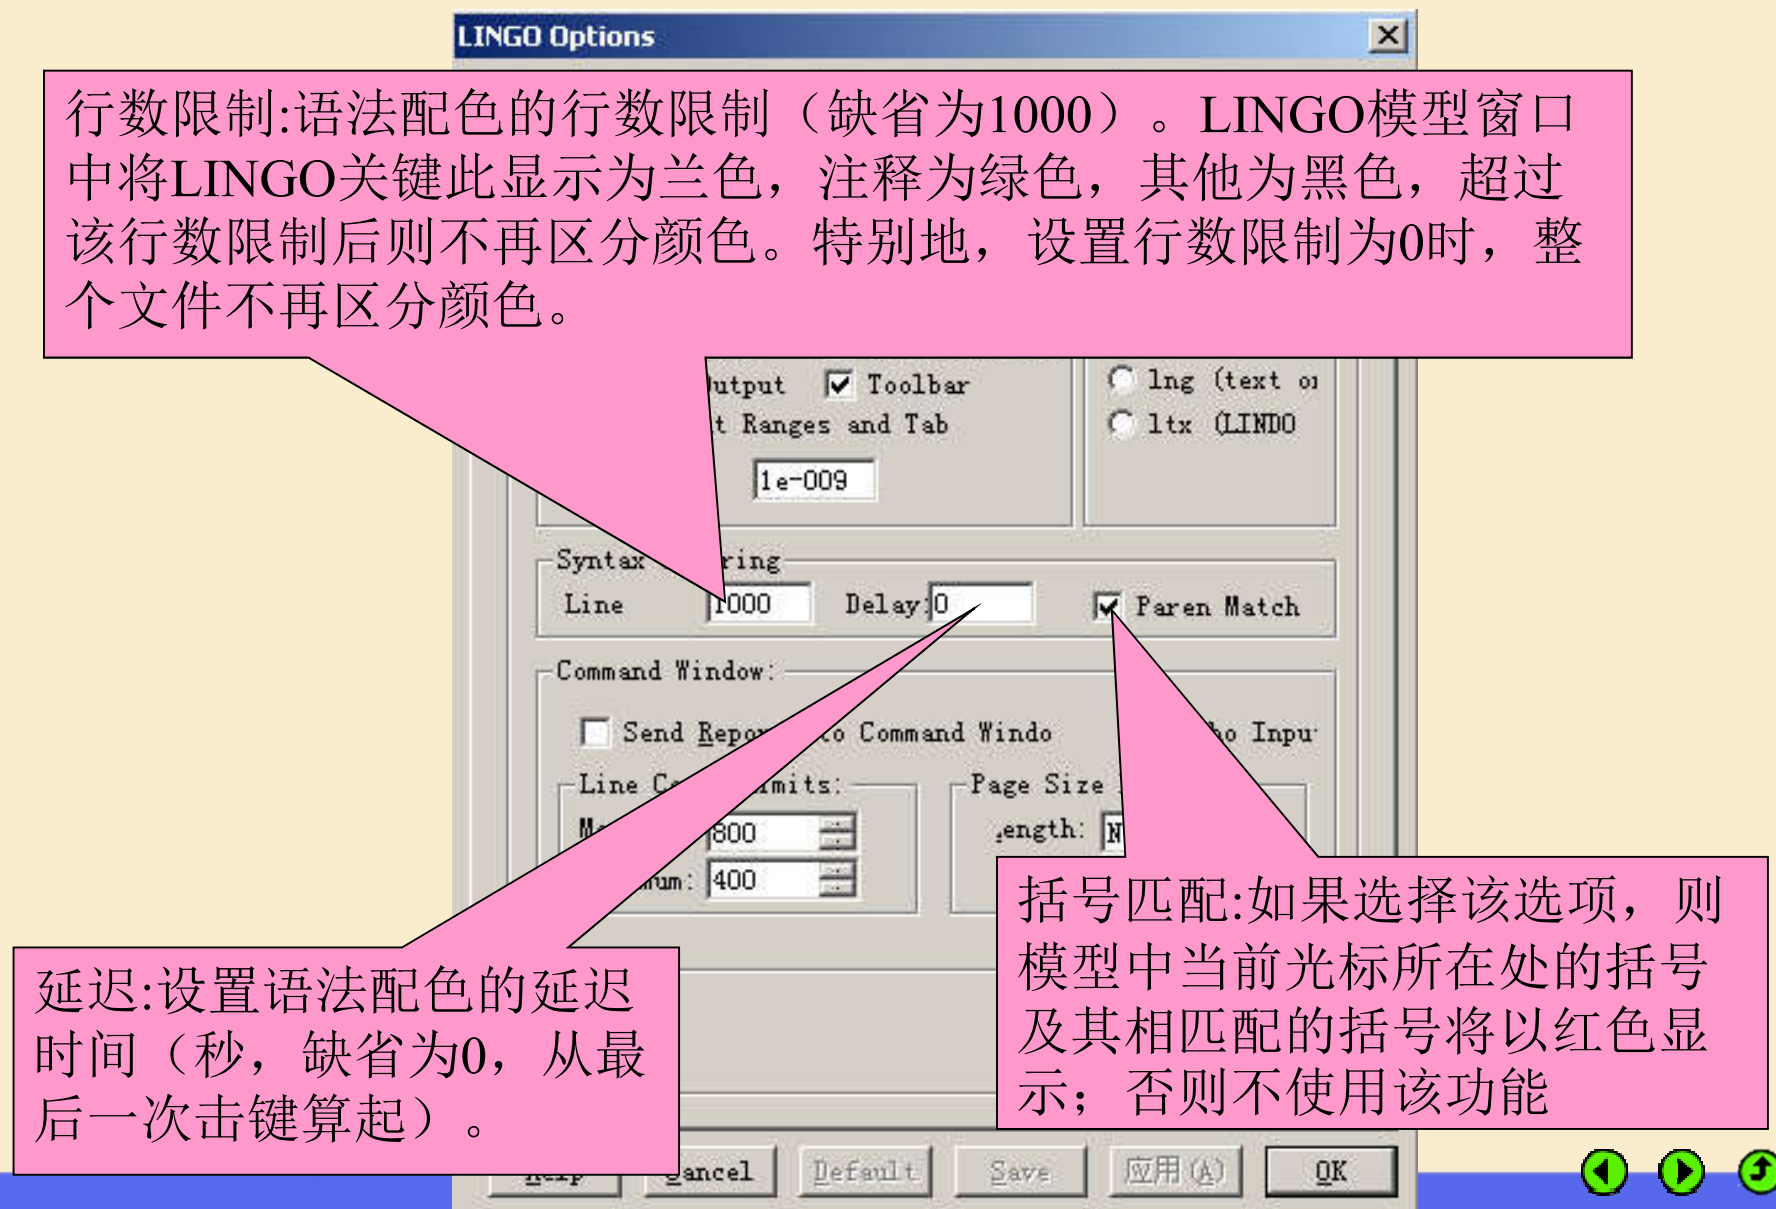 LINGO Options
行数限制:语法配色的行数限制（缺省为1000）。LINGO模型窗口
中将LINGO关键此显示为兰色，注释为绿色，其他为黑色，超过
该行数限制后则不再区分颜色。特别地，设置行数限制为0时，整
个文件不再区分颜色。
utput Toolbar
lng (text or
t Ranges and Tab
ltx (LINDO
1e-009
Syntax ring
Line 1000 Delay: 0 Paren Match
Command Window:
Send Repor to Command Windo o Inpu
Line C mits:
Page Size
800
ength: N
um: 400
延迟:设置语法配色的延迟
时间（秒，缺省为0，从最
后一次击键算起）。
括号匹配:如果选择该选项，则
模型中当前光标所在处的括号
及其相匹配的括号将以红色显
示；否则不使用该功能
Help Cancel Default Save 应用(A) OK